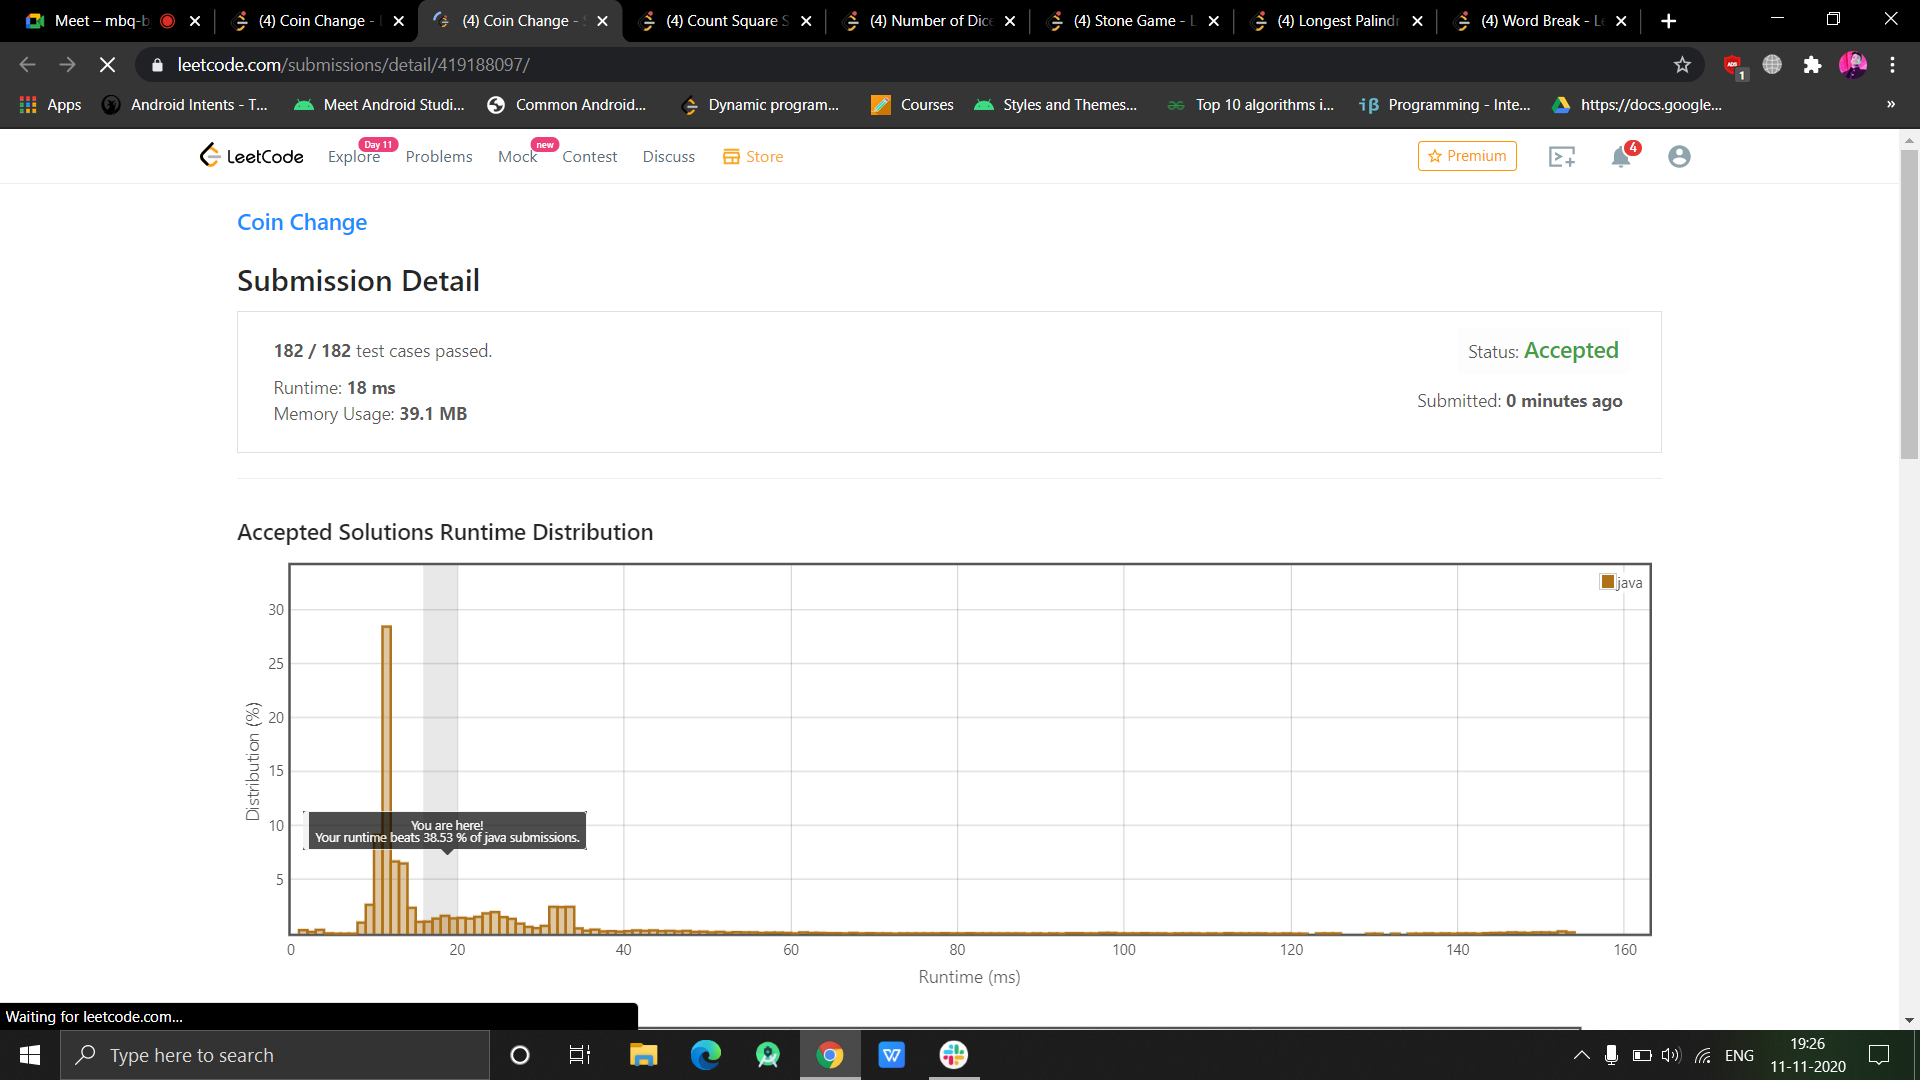 Meet – mbq-b
(4) Coin Change - L
(4) Coin Change - S
(4) Count Square S
(4) Number of Dice
(4) Stone Game - L
(4) Longest Palindr
(4) Word Break - Le
leetcode.com/submissions/detail/419188097/
ABS
1
Apps
Android Intents - T...
Meet Android Studi...
Common Android...
Dynamic program...
Courses
Styles and Themes...
Top 10 algorithms i...
Programming - Inte...
https://docs.google...
»
LeetCode
Explore
Day 11
Problems
Mock
new
Contest
Discuss
Store
Premium
4
Coin Change
Submission Detail
182 / 182 test cases passed.
Status: Accepted
Runtime: 18 ms
Submitted: 0 minutes ago
Memory Usage: 39.1 MB
Accepted Solutions Runtime Distribution
java
30
25
20
15
10
5
Distribution (%)
You are here!
Your runtime beats 38.53 % of java submissions.
0
20
40
60
80
100
120
140
160
Runtime (ms)
Waiting for leetcode.com...
Type here to search
W
ENG
19:26
11-11-2020